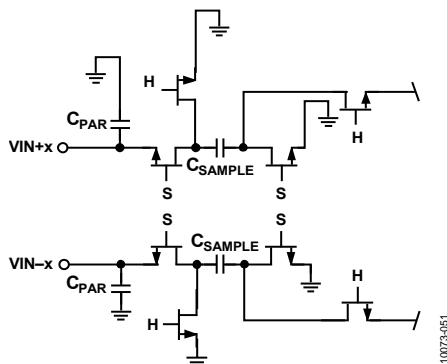 H
C_PAR
VIN+x
C_SAMPLE
H
S
S
S
S
C_SAMPLE
VIN−x
C_PAR
H
H
10073-051